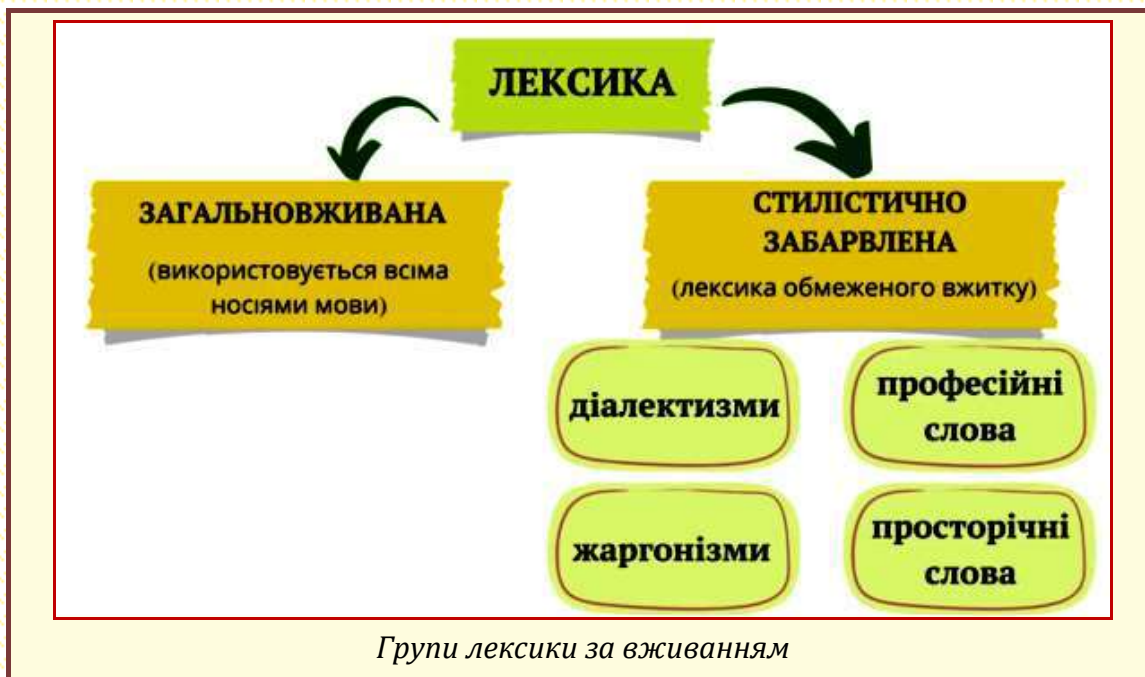 ЛЕКСИКА
ЗАГАЛЬНОВЖИВАНА
(використовується всіма
носіями мови)
СТИЛІСТИЧНО
ЗАБАРВЛЕНА
(лексика обмеженого вжитку)
діалектизми
професійні
слова
жаргонізми
просторічні
слова
Групи лексики за вживанням